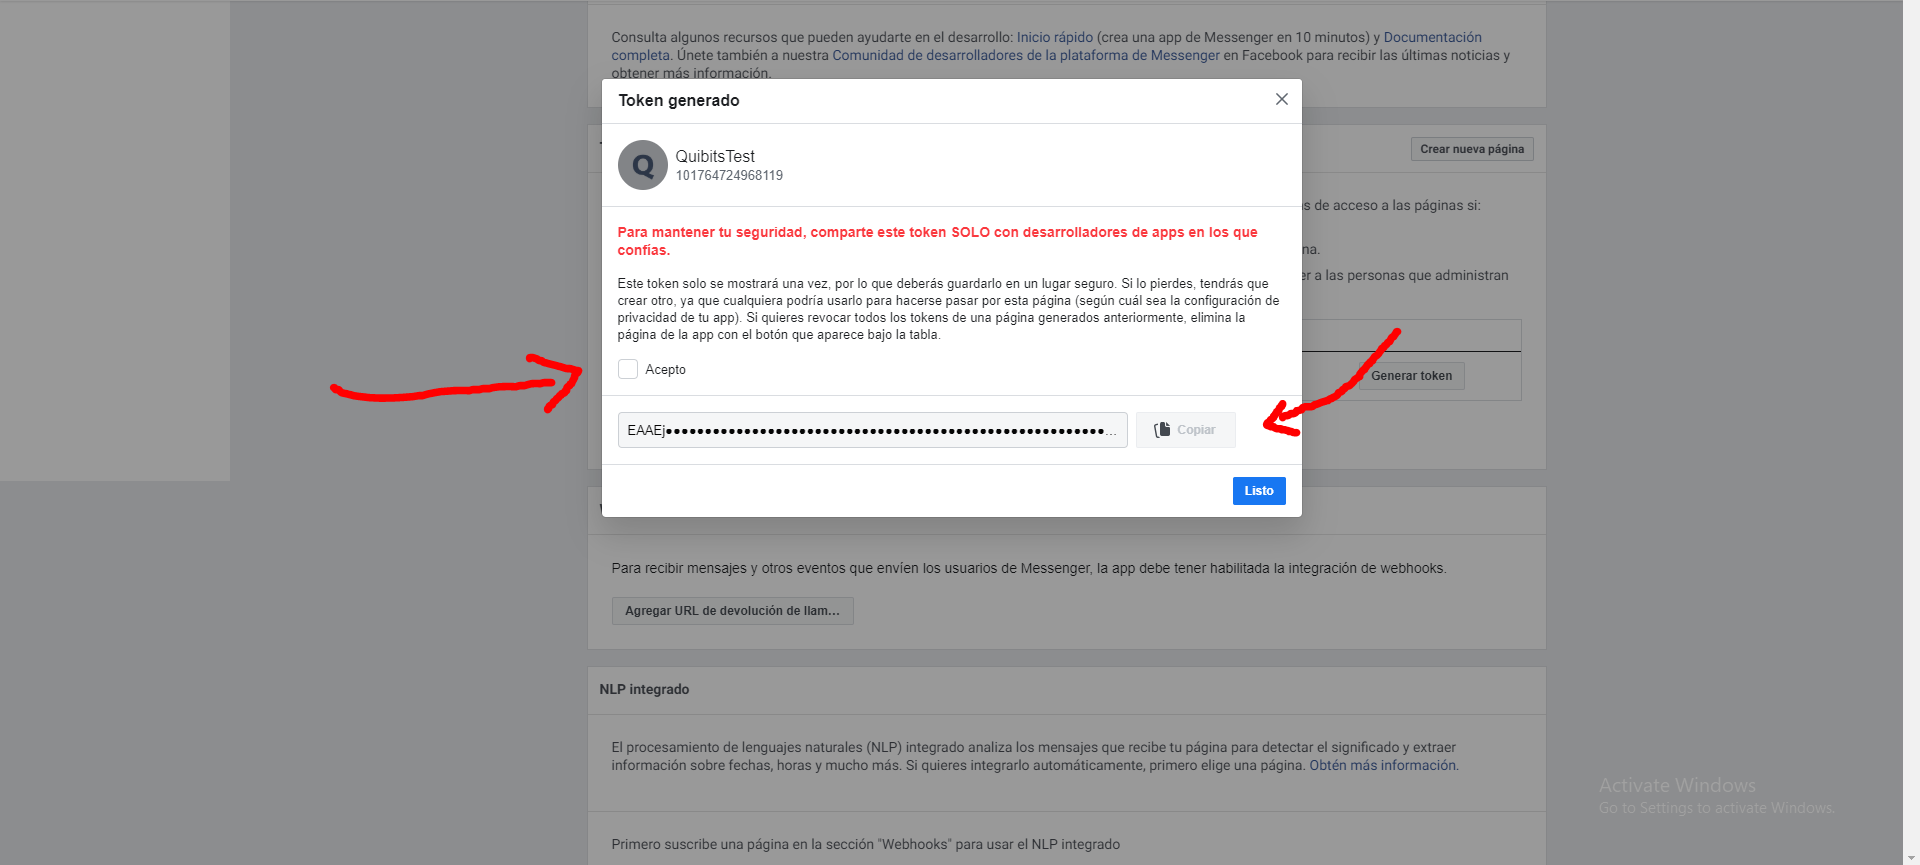 Consulta algunos recursos que pueden ayudarte en el desarrollo: Inicio rápido (crea una app de Messenger en 10 minutos) y Documentación
completa. Únete también a nuestra Comunidad de desarrolladores de la plataforma de Messenger en Facebook para recibir las últimas noticias y
obtener más información.
Token generado
Crear nueva página
QuibitsTest
101764724968119
de acceso a las páginas si:
Para mantener tu seguridad, comparte este token SOLO con desarrolladores de apps en los que
confías.
a las personas que administran
Este token solo se mostrará una vez, por lo que deberás guardarlo en un lugar seguro. Si lo pierdes, tendrás que
crear otro, ya que cualquiera podría usarlo para hacerse pasar por esta página (según cuál sea la configuración de
privacidad de tu app). Si quieres revocar todos los tokens de una página generados anteriormente, elimina la
página de la app con el botón que aparece bajo la tabla.
Acepto
Generar token
EAAEj••••••••••••••••••••••••••••••••••••••••••••••••••••••••...
Copiar
Listo
Para recibir mensajes y otros eventos que envíen los usuarios de Messenger, la app debe tener habilitada la integración de webhooks.
Agregar URL de devolución de llam...
NLP integrado
El procesamiento de lenguajes naturales (NLP) integrado analiza los mensajes que recibe tu página para detectar el significado y extraer
información sobre fechas, horas y mucho más. Si quieres integrarlo automáticamente, primero elige una página. Obtén más información.
Activate Windows
Go to Settings to activate Windows.
Primero suscribe una página en la sección "Webhooks" para usar el NLP integrado